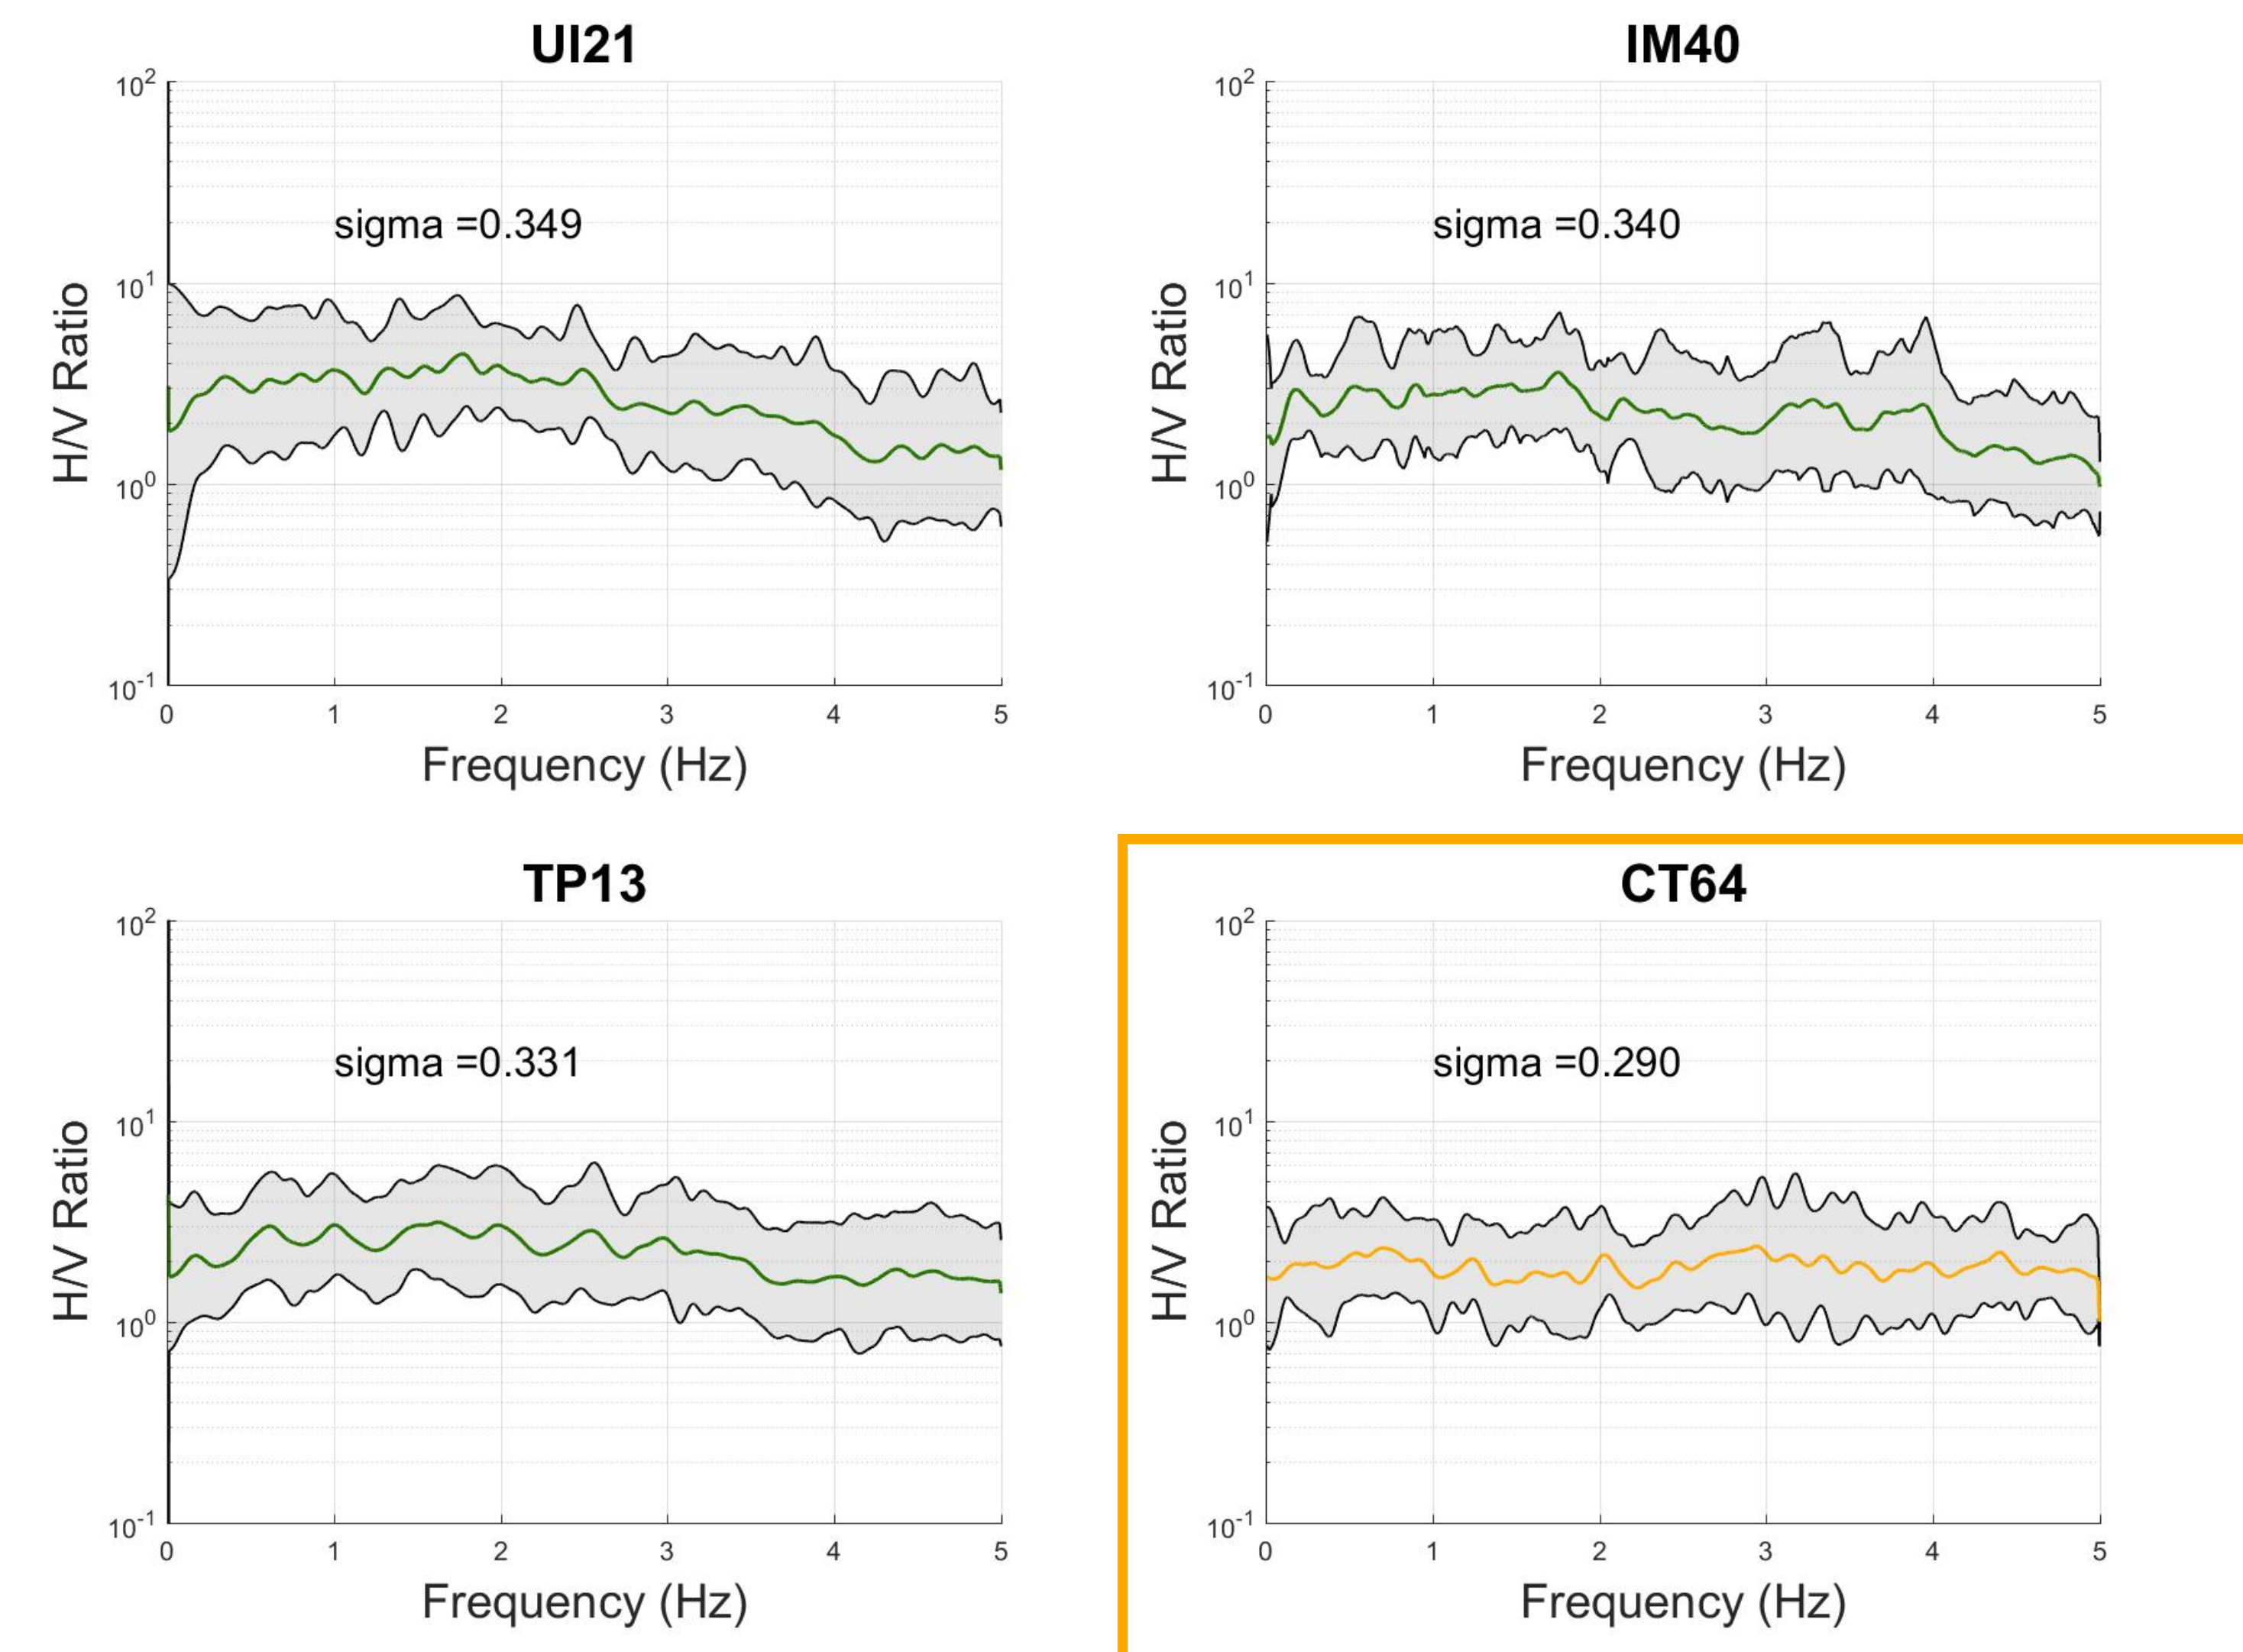 UI21
10^2
sigma =0.349
10^1
H/V Ratio
10^0
10^-1
0 1 2 3 4 5
Frequency (Hz)
IM40
10^2
sigma =0.340
10^1
H/V Ratio
10^0
10^-1
0 1 2 3 4 5
Frequency (Hz)
TP13
10^2
sigma =0.331
10^1
H/V Ratio
10^0
10^-1
0 1 2 3 4 5
Frequency (Hz)
CT64
10^2
sigma =0.290
10^1
H/V Ratio
10^0
10^-1
0 1 2 3 4 5
Frequency (Hz)